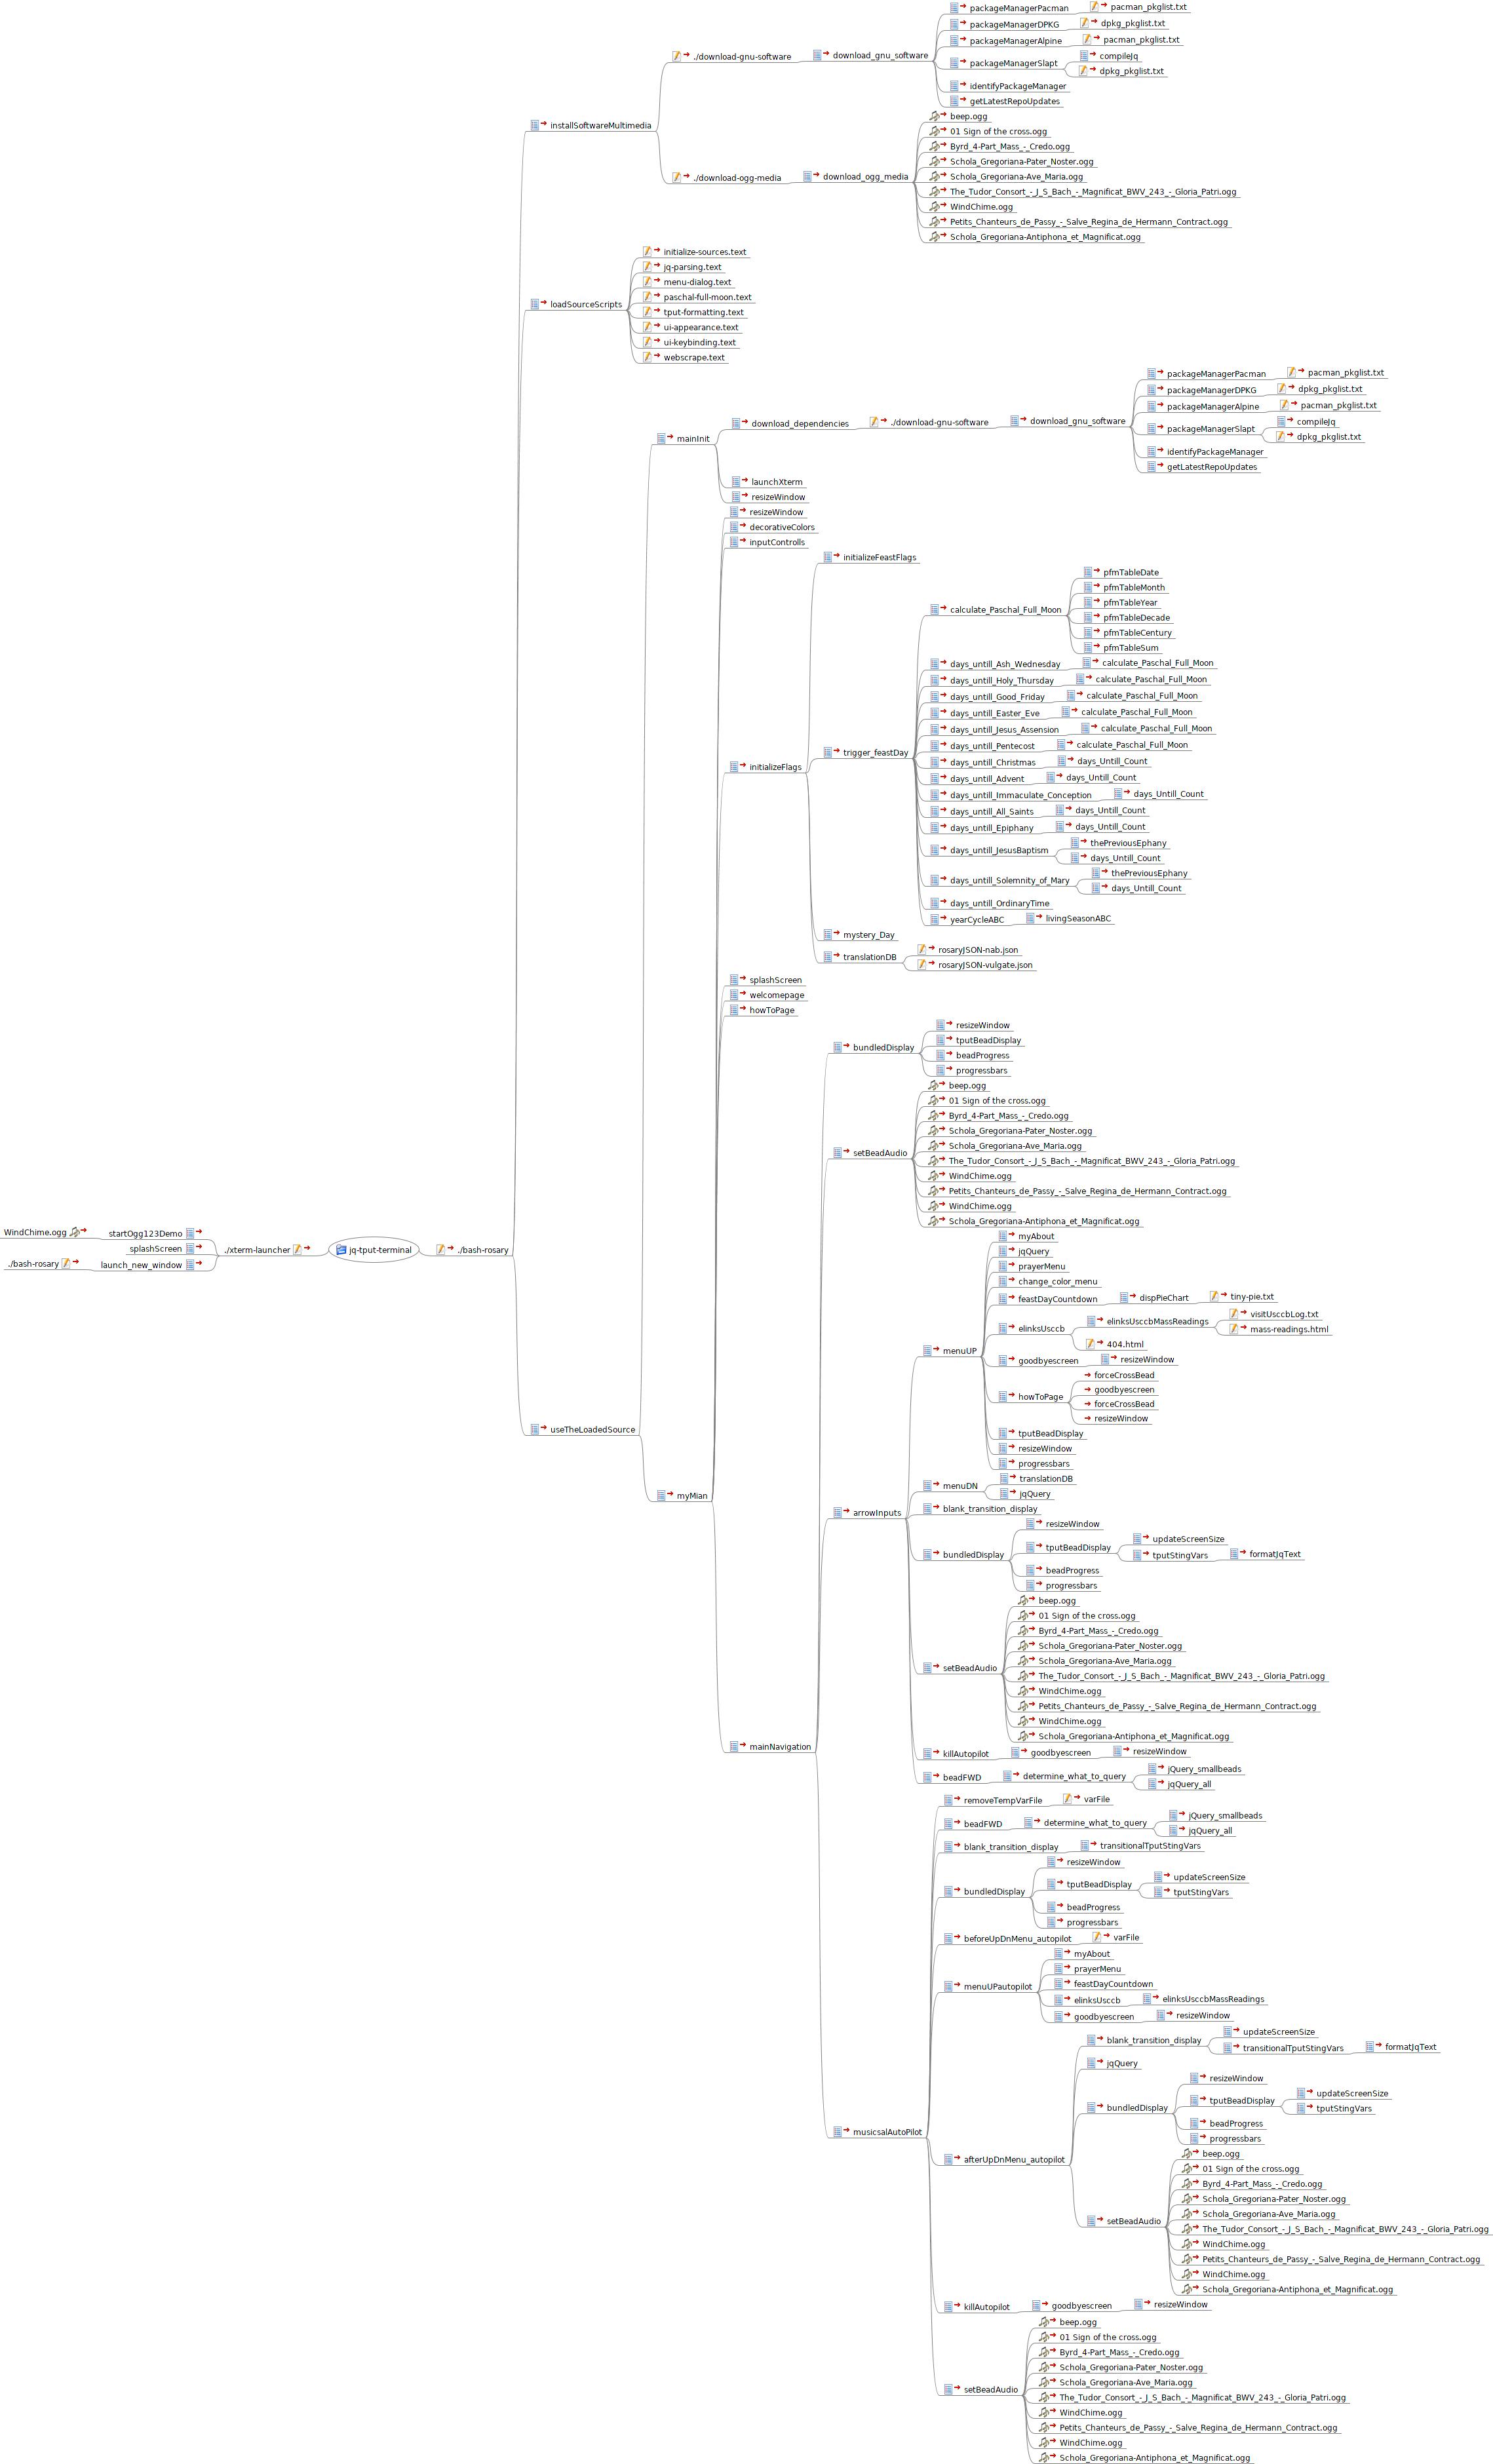 packageManagerPacman pacman_pkglist.txt
packageManagerDPKG dpkg_pkglist.txt
packageManagerAlpine pacman_pkglist.txt
./download-gnu-software download_gnu_software compileJq
packageManagerSlapt dpkg_pkglist.txt
identifyPackageManager
getLatestRepoUpdates
beep.ogg
installSoftwareMultimedia 01 Sign of the cross.ogg
Byrd_4-Part_Mass_-_Credo.ogg
Schola_Gregoriana-Pater_Noster.ogg
./download-ogg-media download_ogg_media Schola_Gregoriana-Ave_Maria.ogg
The_Tudor_Consort_-_J_S_Bach_-_Magnificat_BWV_243_-_Gloria_Patri.ogg
WindChime.ogg
Petits_Chanteurs_de_Passy_-_Salve_Regina_de_Hermann_Contract.ogg
Schola_Gregoriana-Antiphona_et_Magnificat.ogg
initialize-sources.text
jq-parsing.text
menu-dialog.text
loadSourceScripts paschal-full-moon.text
tput-formatting.text
ui-appearance.text
ui-keybinding.text
webscrape.text
packageManagerPacman pacman_pkglist.txt
packageManagerDPKG dpkg_pkglist.txt
packageManagerAlpine pacman_pkglist.txt
download_dependencies ./download-gnu-software download_gnu_software compileJq
packageManagerSlapt
mainInit dpkg_pkglist.txt
identifyPackageManager
getLatestRepoUpdates
launchXterm
resizeWindow
resizeWindow
decorativeColors
inputControlls
initializeFeastFlags
pfmTableDate
pfmTableMonth
pfmTableYear
calculate_Paschal_Full_Moon
pfmTableDecade
pfmTableCentury
pfmTableSum
days_untill_Ash_Wednesday calculate_Paschal_Full_Moon
days_untill_Holy_Thursday calculate_Paschal_Full_Moon
days_untill_Good_Friday calculate_Paschal_Full_Moon
days_untill_Easter_Eve calculate_Paschal_Full_Moon
days_untill_Jesus_Assension calculate_Paschal_Full_Moon
days_untill_Pentecost calculate_Paschal_Full_Moon
trigger_feastDay
days_untill_Christmas days_Untill_Count
initializeFlags
days_untill_Advent days_Untill_Count
days_untill_Immaculate_Conception days_Untill_Count
days_untill_All_Saints days_Untill_Count
days_untill_Epiphany days_Untill_Count
days_untill_JesusBaptism thePreviousEphany
days_Untill_Count
days_untill_Solemnity_of_Mary thePreviousEphany
days_Untill_Count
days_untill_OrdinaryTime
yearCycleABC livingSeasonABC
mystery_Day
translationDB rosaryJSON-nab.json
rosaryJSON-vulgate.json
splashScreen
welcomepage
howToPage
resizeWindow
bundledDisplay tputBeadDisplay
beadProgress
progressbars
beep.ogg
01 Sign of the cross.ogg
Byrd_4-Part_Mass_-_Credo.ogg
Schola_Gregoriana-Pater_Noster.ogg
setBeadAudio Schola_Gregoriana-Ave_Maria.ogg
The_Tudor_Consort_-_J_S_Bach_-_Magnificat_BWV_243_-_Gloria_Patri.ogg
WindChime.ogg
Petits_Chanteurs_de_Passy_-_Salve_Regina_de_Hermann_Contract.ogg
WindChime.ogg
Schola_Gregoriana-Antiphona_et_Magnificat.ogg
WindChime.ogg startOgg123Demo
splashScreen ./xterm-launcher jq-tput-terminal ./bash-rosary
./bash-rosary launch_new_window
myAbout
jqQuery
prayerMenu
change_color_menu
feastDayCountdown dispPieChart tiny-pie.txt
elinksUsccb elinksUsccbMassReadings visitUsccbLog.txt
mass-readings.html
404.html
menuUP
goodbyescreen resizeWindow
howToPage forceCrossBead
goodbyescreen
forceCrossBead
resizeWindow
useTheLoadedSource
tputBeadDisplay
resizeWindow
progressbars
menuDN translationDB
jqQuery
myMian
arrowInputs blank_transition_display
resizeWindow
bundledDisplay tputBeadDisplay updateScreenSize
tputStingVars formatJqText
beadProgress
progressbars
beep.ogg
01 Sign of the cross.ogg
Byrd_4-Part_Mass_-_Credo.ogg
Schola_Gregoriana-Pater_Noster.ogg
setBeadAudio Schola_Gregoriana-Ave_Maria.ogg
The_Tudor_Consort_-_J_S_Bach_-_Magnificat_BWV_243_-_Gloria_Patri.ogg
WindChime.ogg
Petits_Chanteurs_de_Passy_-_Salve_Regina_de_Hermann_Contract.ogg
WindChime.ogg
Schola_Gregoriana-Antiphona_et_Magnificat.ogg
mainNavigation
killAutopilot goodbyescreen resizeWindow
beadFWD determine_what_to_query jQuery_smallbeads
jqQuery_all
removeTempVarFile varFile
beadFWD determine_what_to_query jQuery_smallbeads
jqQuery_all
blank_transition_display transitionalTputStingVars
resizeWindow
bundledDisplay tputBeadDisplay updateScreenSize
tputStingVars
beadProgress
progressbars
beforeUpDnMenu_autopilot varFile
myAbout
prayerMenu
menuUPautopilot feastDayCountdown
elinksUsccb elinksUsccbMassReadings
goodbyescreen resizeWindow
blank_transition_display updateScreenSize
transitionalTputStingVars formatJqText
jqQuery
resizeWindow
bundledDisplay tputBeadDisplay updateScreenSize
tputStingVars
beadProgress
musicsalAutoPilot progressbars
afterUpDnMenu_autopilot beep.ogg
01 Sign of the cross.ogg
Byrd_4-Part_Mass_-_Credo.ogg
Schola_Gregoriana-Pater_Noster.ogg
setBeadAudio Schola_Gregoriana-Ave_Maria.ogg
The_Tudor_Consort_-_J_S_Bach_-_Magnificat_BWV_243_-_Gloria_Patri.ogg
WindChime.ogg
Petits_Chanteurs_de_Passy_-_Salve_Regina_de_Hermann_Contract.ogg
WindChime.ogg
Schola_Gregoriana-Antiphona_et_Magnificat.ogg
killAutopilot goodbyescreen resizeWindow
beep.ogg
01 Sign of the cross.ogg
Byrd_4-Part_Mass_-_Credo.ogg
Schola_Gregoriana-Pater_Noster.ogg
setBeadAudio Schola_Gregoriana-Ave_Maria.ogg
The_Tudor_Consort_-_J_S_Bach_-_Magnificat_BWV_243_-_Gloria_Patri.ogg
WindChime.ogg
Petits_Chanteurs_de_Passy_-_Salve_Regina_de_Hermann_Contract.ogg
WindChime.ogg
Schola_Gregoriana-Antiphona_et_Magnificat.ogg